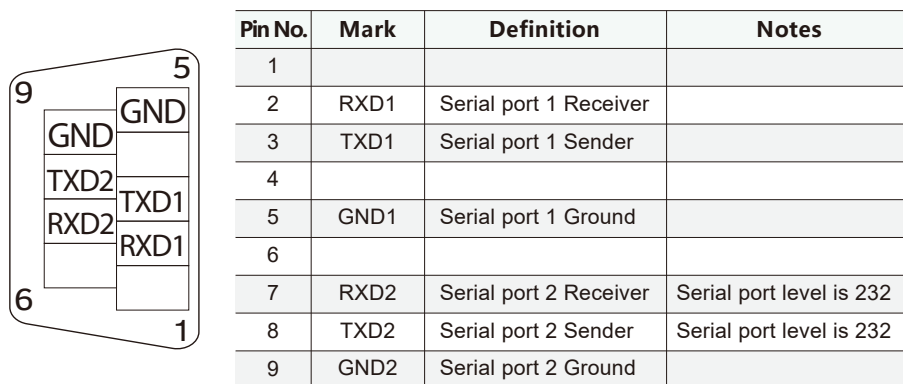 5
9
GND
GND
TXD2
TXD1
RXD2
RXD1
6
1
Pin No. Mark Definition Notes
1
2 RXD1 Serial port 1 Receiver
3 TXD1 Serial port 1 Sender
4
5 GND1 Serial port 1 Ground
6
7 RXD2 Serial port 2 Receiver Serial port level is 232
8 TXD2 Serial port 2 Sender Serial port level is 232
9 GND2 Serial port 2 Ground